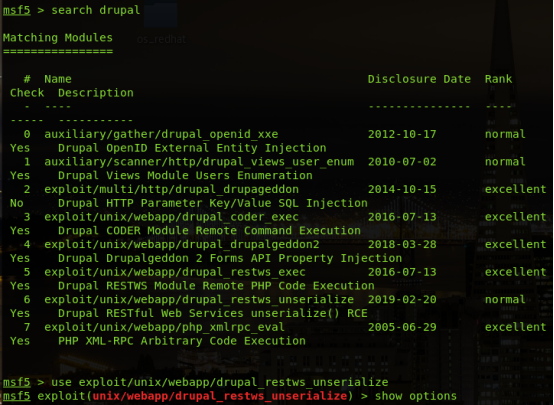 msf5 > search drupal
Matching Modules
================
# Name Disclosure Date Rank
Check Description
- ---- --------------- ----
----- -----------
0 auxiliary/gather/drupal_openid_xxe 2012-10-17 normal
Yes Drupal OpenID External Entity Injection
1 auxiliary/scanner/http/drupal_views_user_enum 2010-07-02 normal
Yes Drupal Views Module Users Enumeration
2 exploit/multi/http/drupal_drupageddon 2014-10-15 excellent
No Drupal HTTP Parameter Key/Value SQL Injection
3 exploit/unix/webapp/drupal_coder_exec 2016-07-13 excellent
Yes Drupal CODER Module Remote Command Execution
4 exploit/unix/webapp/drupal_drupalgeddon2 2018-03-28 excellent
Yes Drupal Drupalgeddon 2 Forms API Property Injection
5 exploit/unix/webapp/drupal_restws_exec 2016-07-13 excellent
Yes Drupal RESTWS Module Remote PHP Code Execution
6 exploit/unix/webapp/drupal_restws_unserialize 2019-02-20 normal
Yes Drupal RESTful Web Services unserialize() RCE
7 exploit/unix/webapp/php_xmlrpc_eval 2005-06-29 excellent
Yes PHP XML-RPC Arbitrary Code Execution
msf5 > use exploit/unix/webapp/drupal_restws_unserialize
msf5 exploit(unix/webapp/drupal_restws_unserialize) > show options